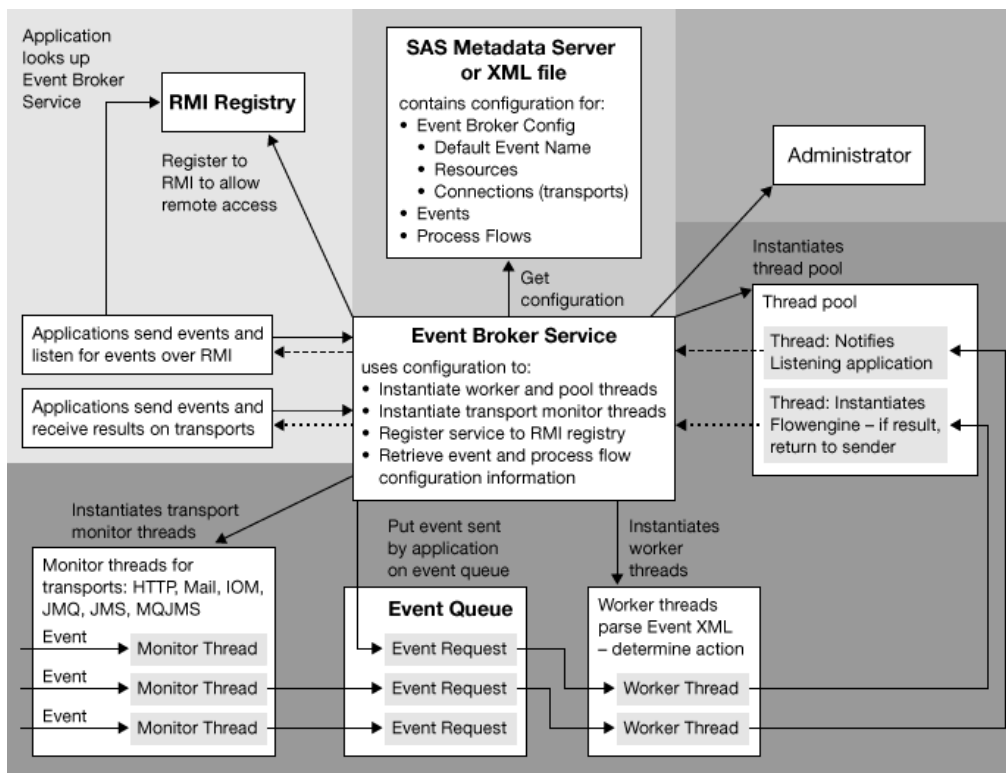 Application
looks up
Event Broker
Service
RMI Registry
Register to
RMI to allow
remote access
SAS Metadata Server
or XML file
contains configuration for:
• Event Broker Config
• Default Event Name
• Resources
• Connections (transports)
• Events
• Process Flows
Administrator
Get
configuration
Instantiates
thread pool
Applications send events and
listen for events over RMI
Applications send events and
receive results on transports
Event Broker Service
uses configuration to:
• Instantiate worker and pool threads
• Instantiate transport monitor threads
• Register service to RMI registry
• Retrieve event and process flow
configuration information
Thread pool
Thread: Notifies
Listening application
Thread: Instantiates
Flowengine – if result,
return to sender
Instantiates transport
monitor threads
Put event sent
by application
on event queue
Instantiates
worker
threads
Monitor threads for
transports: HTTP, Mail, IOM,
JMQ, JMS, MQJMS
Event
Monitor Thread
Event
Monitor Thread
Event
Monitor Thread
Event Queue
Event Request
Event Request
Event Request
Worker threads
parse Event XML
– determine action
Worker Thread
Worker Thread